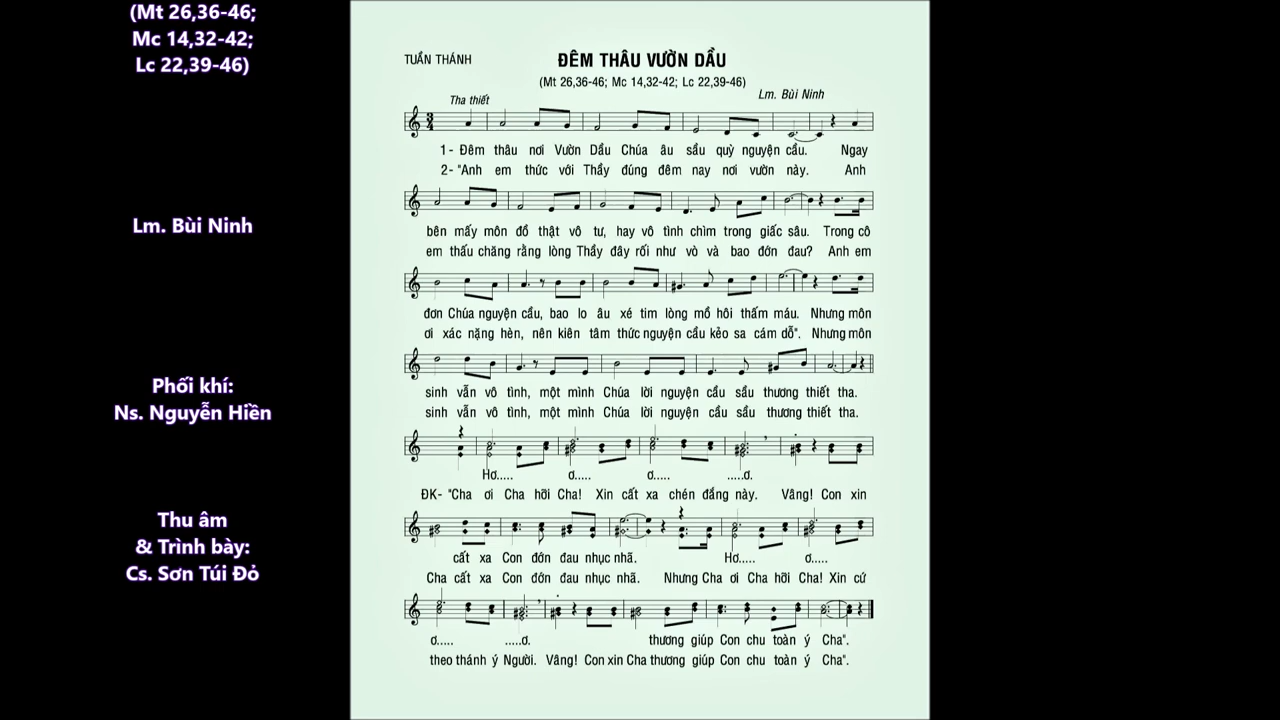 (Mt 26,36-46;
Mc 14,32-42;
Lc 22,39-46)
Lm. Bùi Ninh
Phối khí:
Ns. Nguyễn Hiền
Thu âm
& Trình bày:
Cs. Sơn Túi Đỏ
TUẦN THÁNH
ĐÊM THÂU VƯỜN DẦU
(Mt 26,36-46; Mc 14,32-42; Lc 22,39-46)
Lm. Bùi Ninh
Tha thiết
3
4
1- Đêm thâu nơi Vườn Dầu Chúa âu sầu quỳ nguyện cầu. Ngay
2- "Anh em thức với Thầy đúng đêm nay nơi vườn này. Anh
bên mấy môn đồ thật vô tư, hay vô tình chìm trong giấc sâu. Trong cô
em thấu chăng rằng lòng Thầy đây rối như vò và bao đớn đau? Anh em
đơn Chúa nguyện cầu, bao lo âu xé tim lòng mồ hôi thấm máu. Nhưng môn
ơi xác nặng hèn, nên kiên tâm thức nguyện cầu kẻo sa cám dỗ". Nhưng môn
sinh vẫn vô tình, một mình Chúa lời nguyện cầu sầu thương thiết tha.
sinh vẫn vô tình, một mình Chúa lời nguyện cầu sầu thương thiết tha.
Hơ..... ơ..... ơ..... .....ơ.
ĐK- "Cha ơi Cha hỡi Cha! Xin cất xa chén đắng này. Vâng! Con xin
cất xa Con đớn đau nhục nhã. Hơ..... ơ.....
Cha cất xa Con đớn đau nhục nhã. Nhưng Cha ơi Cha hỡi Cha! Xin cứ
ơ..... .....ơ. thương giúp Con chu toàn ý Cha".
theo thánh ý Người. Vâng! Con xin Cha thương giúp Con chu toàn ý Cha".